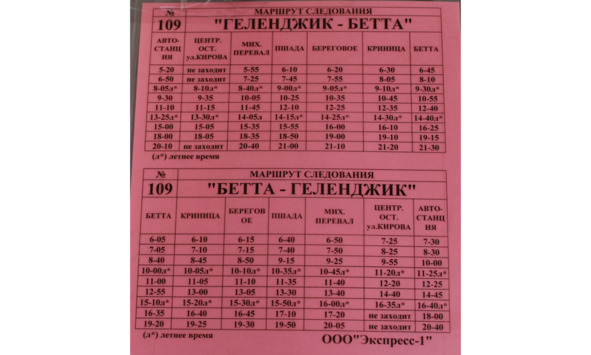 № МАРШРУТ СЛЕДОВАНИЯ
109 "ГЕЛЕНДЖИК - БЕТТА"
АВТО-СТАНЦИЯ ЦЕНТР. ОСТ. ул.КИРОВА МИХ. ПЕРЕВАЛ ПШАДА БЕРЕГОВОЕ КРИНИЦА БЕТТА
5-20 не заходит 5-55 6-10 6-20 6-30 6-45
6-50 не заходит 7-25 7-45 7-55 8-05 8-10
8-05л* 8-10л* 8-40л* 9-00л* 9-05л* 9-10л* 9-30л*
9-30 9-35 10-05 10-25 10-35 10-45 10-55
11-10 11-15 11-45 12-10 12-25 12-35 12-40
13-25л* 13-30л* 14-05л 14-15л* 14-25л* 14-30л* 14-40л*
15-00 15-05 15-35 15-55 16-00 16-10 16-25
18-00 18-05 18-35 18-50 19-00 19-10 19-15
20-10 не заходит 20-40 21-00 21-10 21-20 21-30
(л*) летнее время
№ МАРШРУТ СЛЕДОВАНИЯ
109 "БЕТТА - ГЕЛЕНДЖИК"
БЕТТА КРИНИЦА БЕРЕГОВОЕ ПШАДА МИХ. ПЕРЕВАЛ ЦЕНТР. ОСТ. ул.КИРОВА АВТО-СТАНЦИЯ
6-05 6-10 6-15 6-40 6-50 7-25 7-30
7-05 7-10 7-15 7-40 7-50 8-25 8-30
8-40 8-45 8-50 9-15 9-25 9-55 10-00
10-00л* 10-05л* 10-10л* 10-35л* 10-45л* 11-20л* 11-25л*
11-00 11-05 11-10 11-35 11-40 12-20 12-25
12-55 13-00 13-05 13-30 13-40 14-40 14-45
15-10л* 15-20л* 15-30л* 15-50л* 16-00л* 16-35л* 16-40л*
16-35 16-40 16-45 17-10 17-20 не заходит 18-00
19-20 19-25 19-30 19-50 20-05 не заходит 20-40
(л*) летнее время
ООО"Экспресс-1"